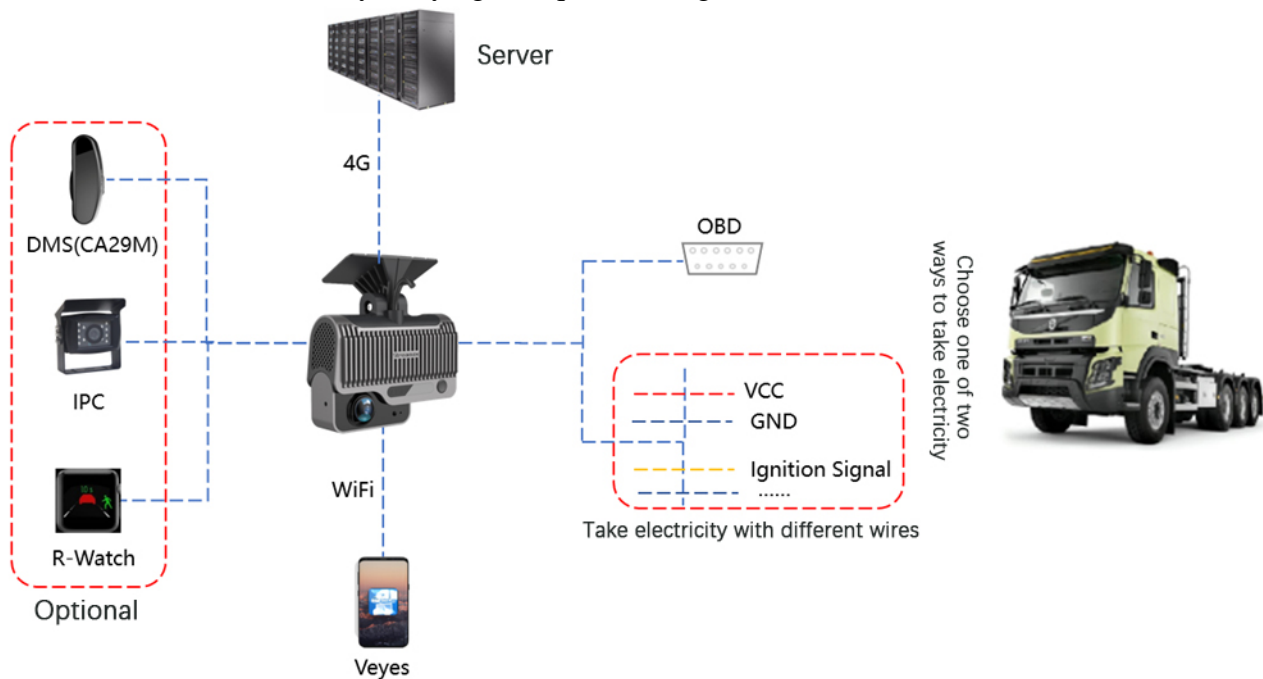 Server
4G
DMS(CA29M)
IPC
R-Watch
Optional
WiFi
Veyes
OBD
VCC
GND
Ignition Signal
......
Take electricity with different wires
Choose one of two
ways to take electricity